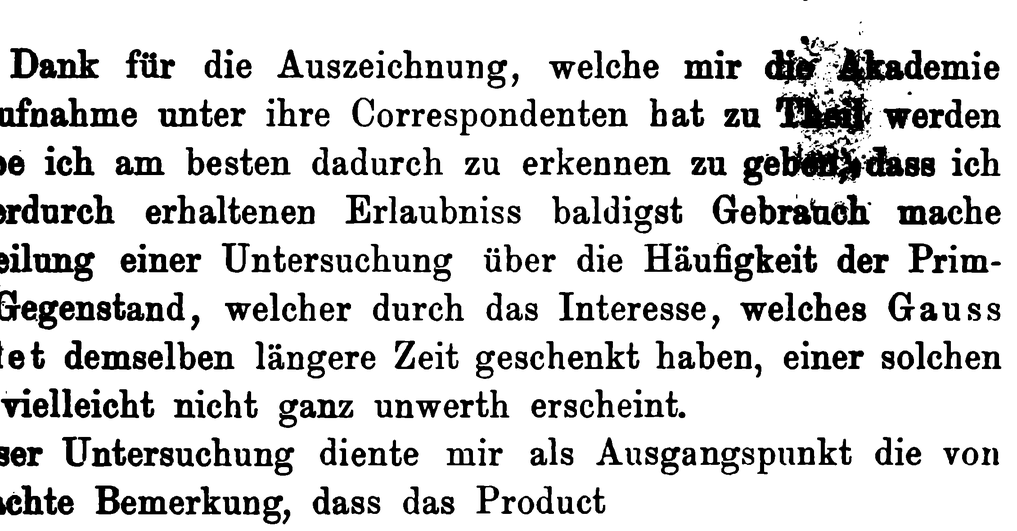 Dank für die Auszeichnung, welche mir die Akademie
ufnahme unter ihre Correspondenten hat zu Theil werden
be ich am besten dadurch zu erkennen zu geben, dass ich
erdurch erhaltenen Erlaubniss baldigst Gebrauch mache
eilung einer Untersuchung über die Häufigkeit der Prim-
Gegenstand, welcher durch das Interesse, welches Gauss
let demselben längere Zeit geschenkt haben, einer solchen
vielleicht nicht ganz unwerth erscheint.
ser Untersuchung diente mir als Ausgangspunkt die von
achte Bemerkung, dass das Product